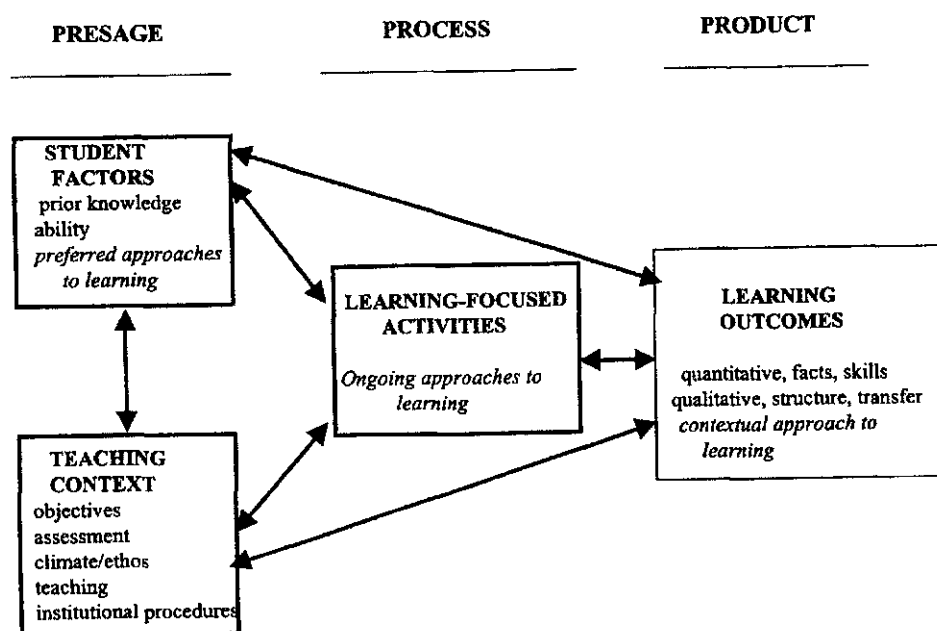 PRESAGE
PROCESS
PRODUCT
STUDENT
FACTORS
prior knowledge
ability
preferred approaches
to learning
LEARNING-FOCUSED
ACTIVITIES
Ongoing approaches to
learning
LEARNING
OUTCOMES
quantitative, facts, skills
qualitative, structure, transfer
contextual approach to
learning
TEACHING
CONTEXT
objectives
assessment
climate/ethos
teaching
institutional procedures